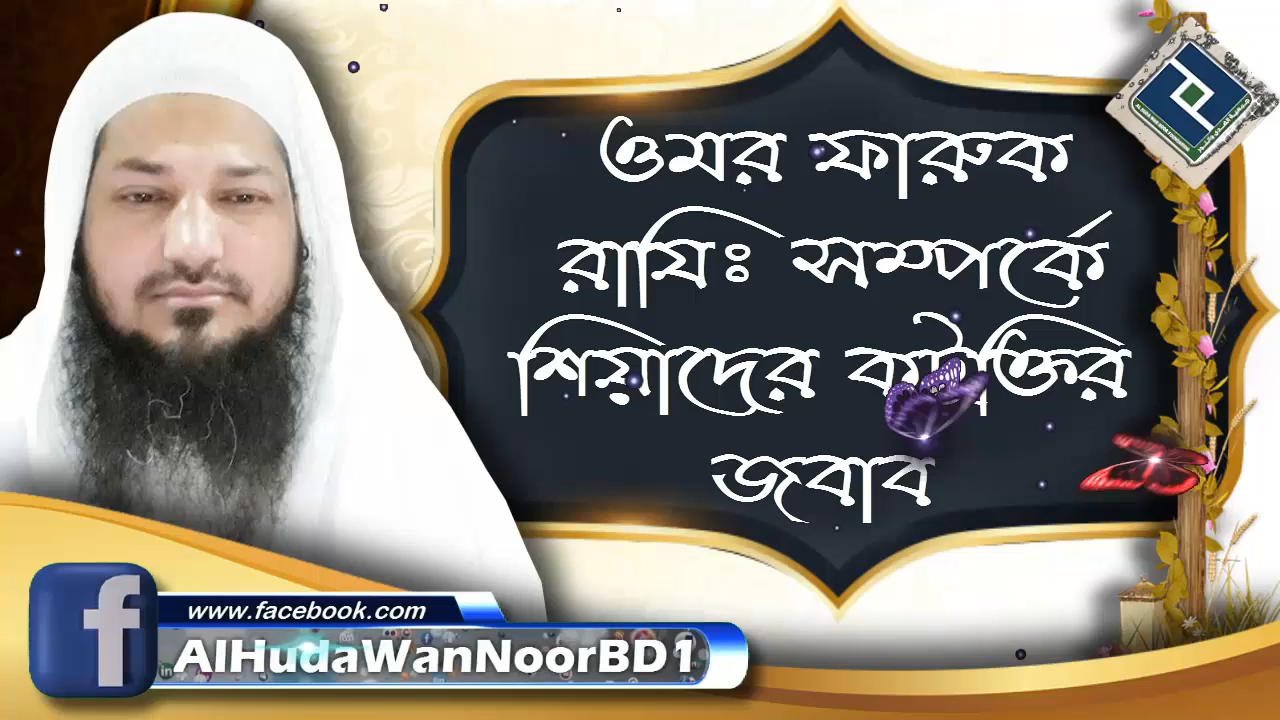 ওমর ফারুক
রাযিঃ সম্পর্কে
শিয়াদের কটূক্তির
জবাব
www.facebook.com
AlHudaWanNoorBD1